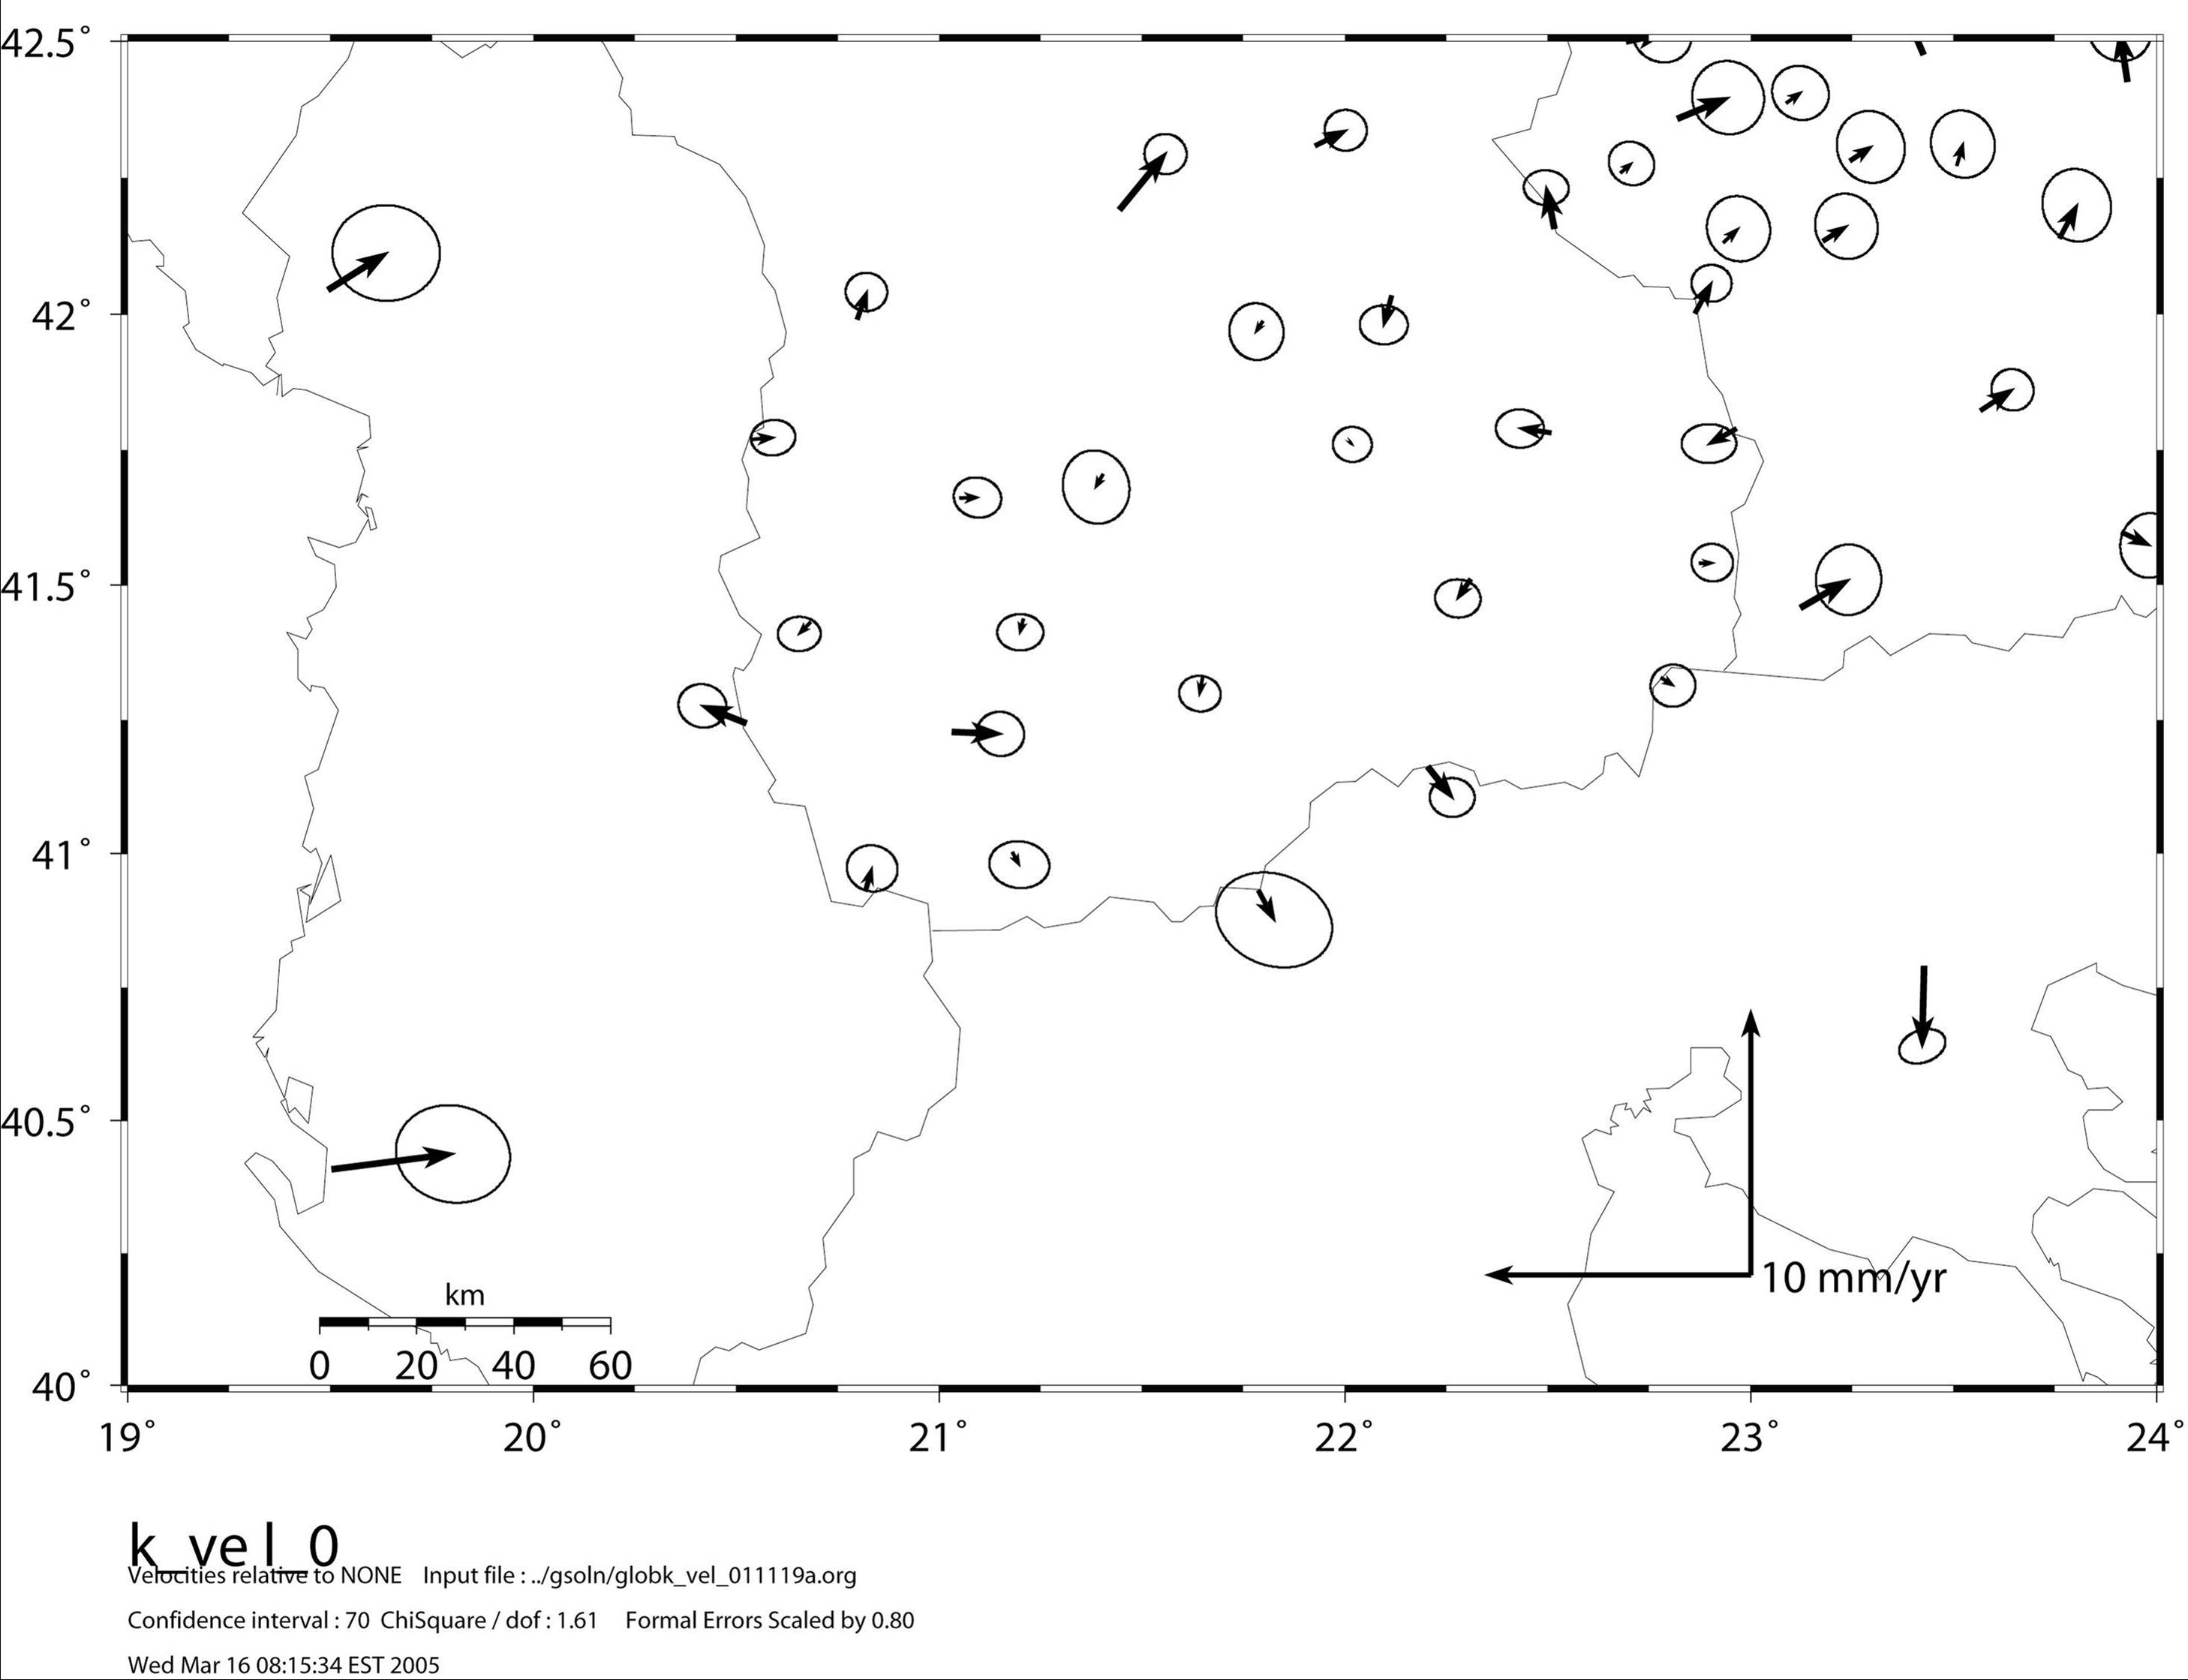 42.5°
42°
41.5°
41°
40.5°
40°
10 mm/yr
km
0 20 40 60
19° 20° 21° 22° 23° 24°
k_vel_0
Velocities relative to NONE Input file : ../gsoln/globk_vel_011119a.org
Confidence interval : 70 ChiSquare / dof : 1.61 Formal Errors Scaled by 0.80
Wed Mar 16 08:15:34 EST 2005